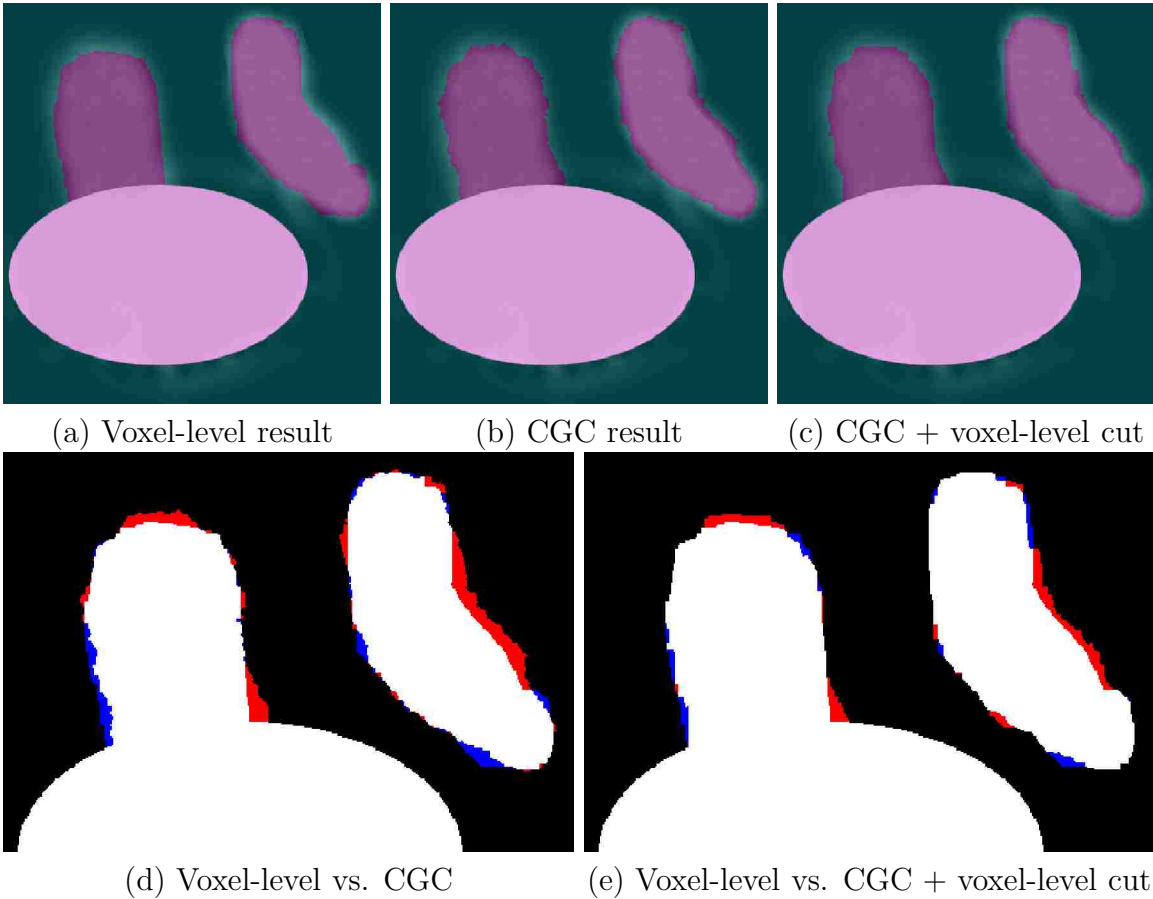 (a) Voxel-level result
(b) CGC result
(c) CGC + voxel-level cut
(d) Voxel-level vs. CGC
(e) Voxel-level vs. CGC + voxel-level cut